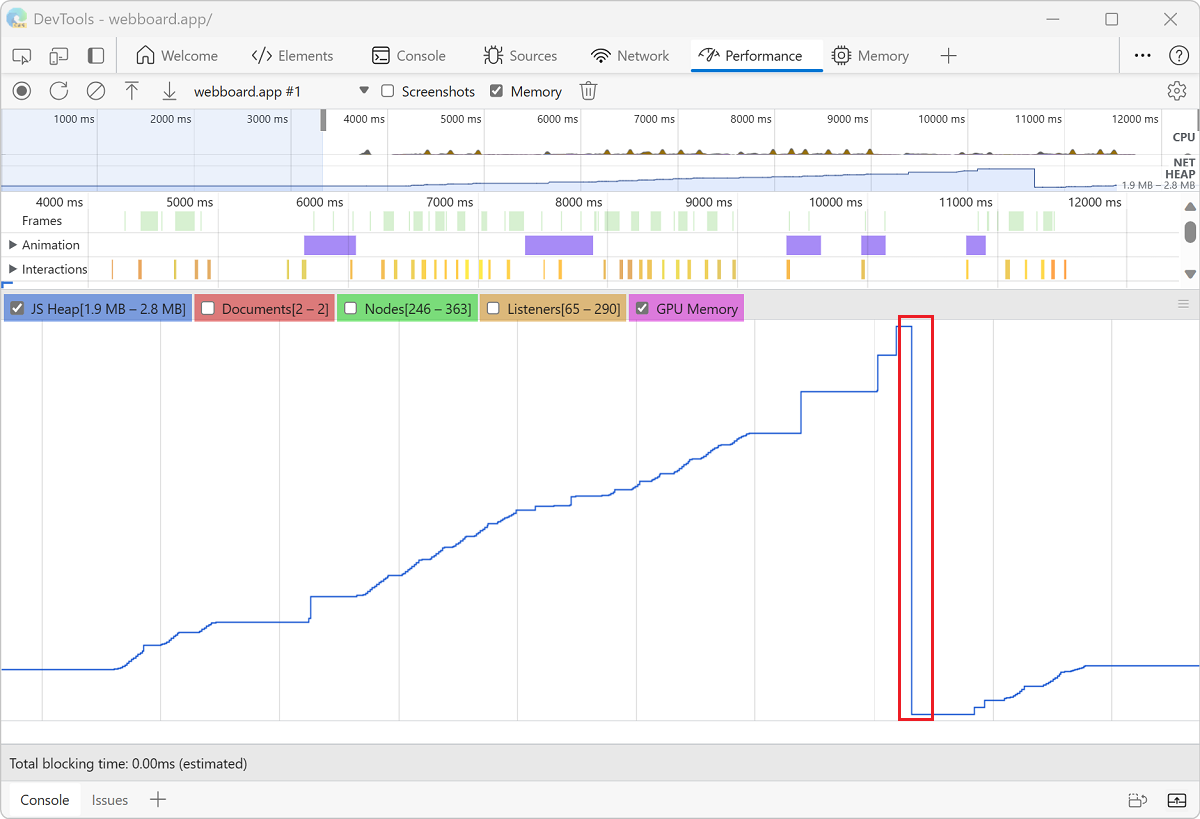 DevTools - webboard.app/
Welcome Elements Console Sources Network Performance Memory
webboard.app #1 Screenshots Memory
1000 ms 2000 ms 3000 ms 4000 ms 5000 ms 6000 ms 7000 ms 8000 ms 9000 ms 10000 ms 11000 ms 12000 ms
CPU
NET
HEAP
1.9 MB – 2.8 MB
4000 ms 5000 ms 6000 ms 7000 ms 8000 ms 9000 ms 10000 ms 11000 ms 12000 ms
Frames
Animation
Interactions
JS Heap[1.9 MB – 2.8 MB] Documents[2 – 2] Nodes[246 – 363] Listeners[65 – 290] GPU Memory
Total blocking time: 0.00ms (estimated)
Console Issues